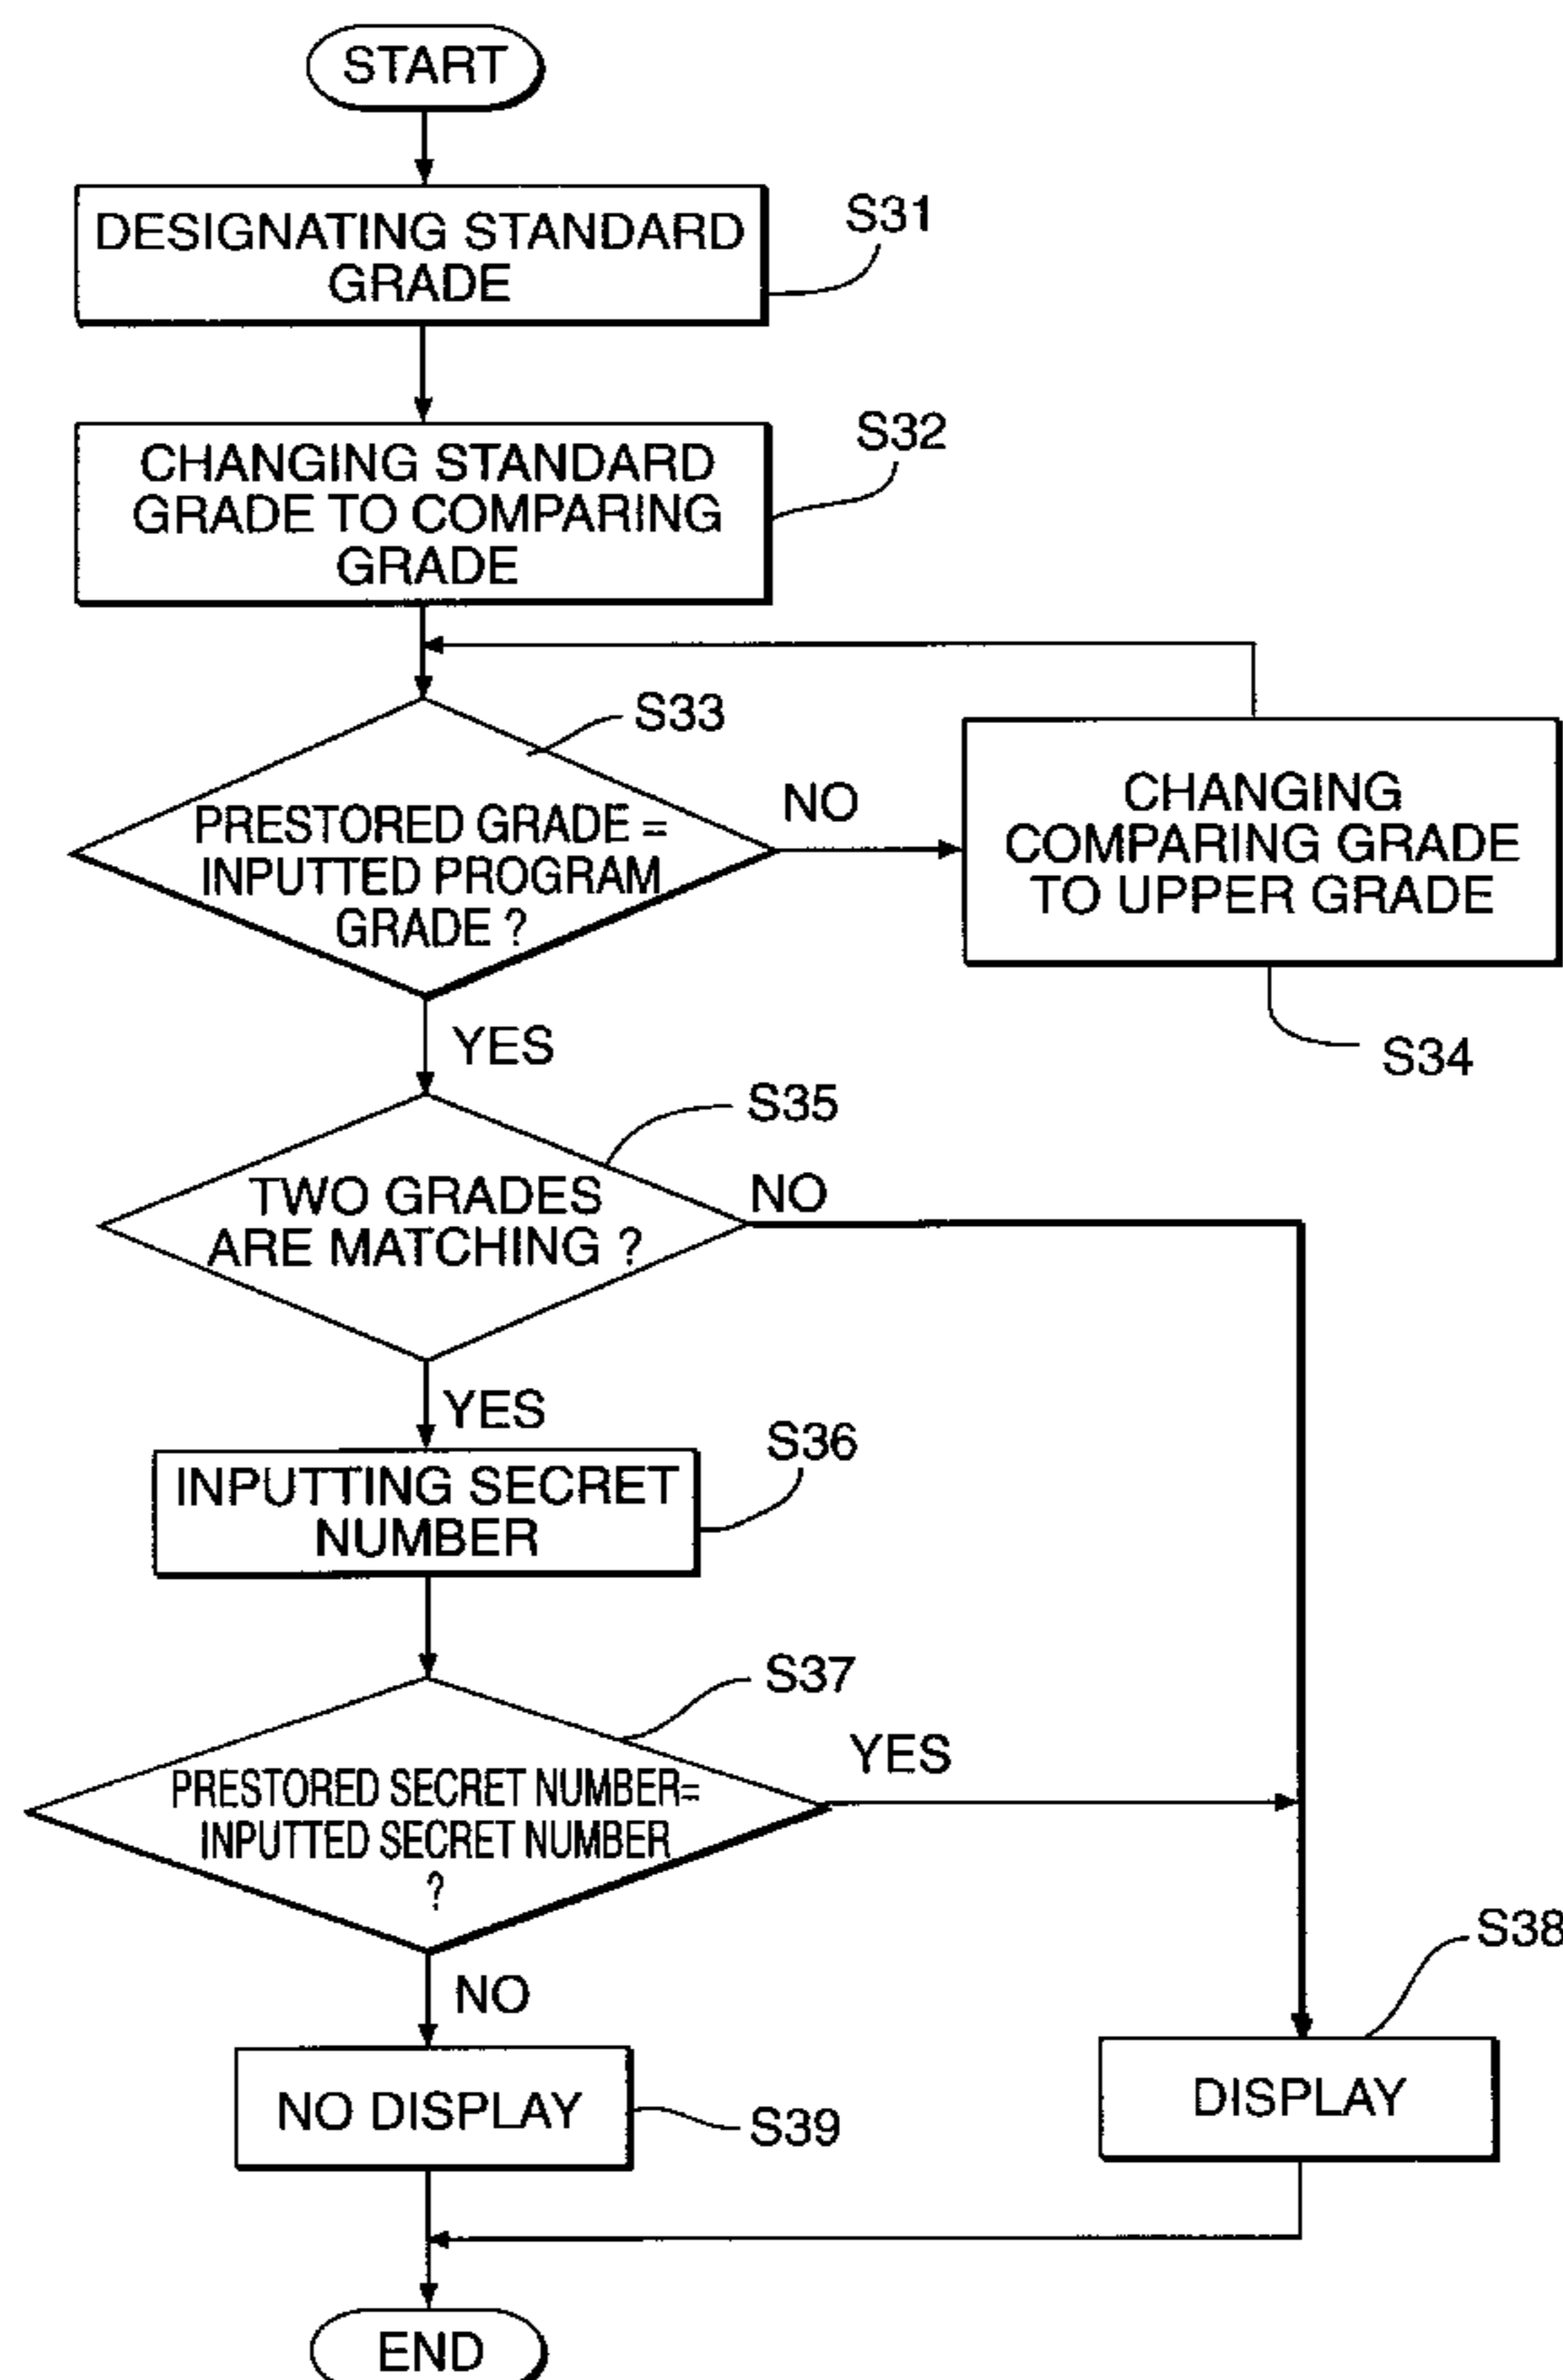 START
DESIGNATING STANDARD
GRADE
S31
CHANGING STANDARD
GRADE TO COMPARING
GRADE
S32
S33
PRESTORED GRADE =
INPUTTED PROGRAM
GRADE ?
NO
CHANGING
COMPARING GRADE
TO UPPER GRADE
S34
YES
S35
TWO GRADES
ARE MATCHING ?
NO
YES
S36
INPUTTING SECRET
NUMBER
S37
PRESTORED SECRET NUMBER=
INPUTTED SECRET NUMBER
?
YES
NO
S38
NO DISPLAY
S39
DISPLAY
END